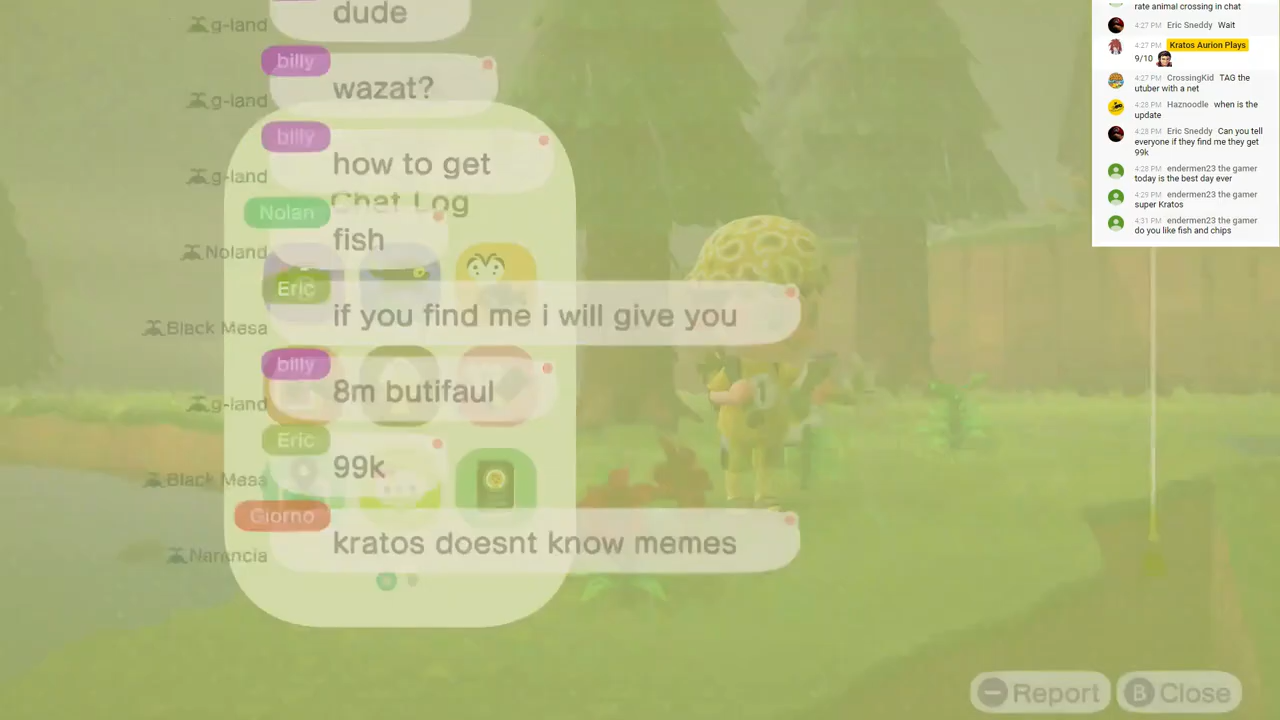 dude
g-land
billy
wazat?
g-land
billy
how to get
g-land
Chat Log
Nolan
fish
Noland
Eric
if you find me i will give you
Black Mesa
billy
8m butifaul
g-land
Eric
99k
Black Mesa
Giorno
kratos doesnt know memes
Narancia
Report
B Close
rate animal crossing in chat
4:27 PM Eric Sneddy Wait
4:27 PM Kratos Aurion Plays
9/10
4:27 PM CrossingKid TAG the
utuber with a net
4:28 PM Haznoodle when is the
update
4:28 PM Eric Sneddy Can you tell
everyone if they find me they get
99k
4:28 PM endermen23 the gamer
today is the best day ever
4:29 PM endermen23 the gamer
super Kratos
4:31 PM endermen23 the gamer
do you like fish and chips